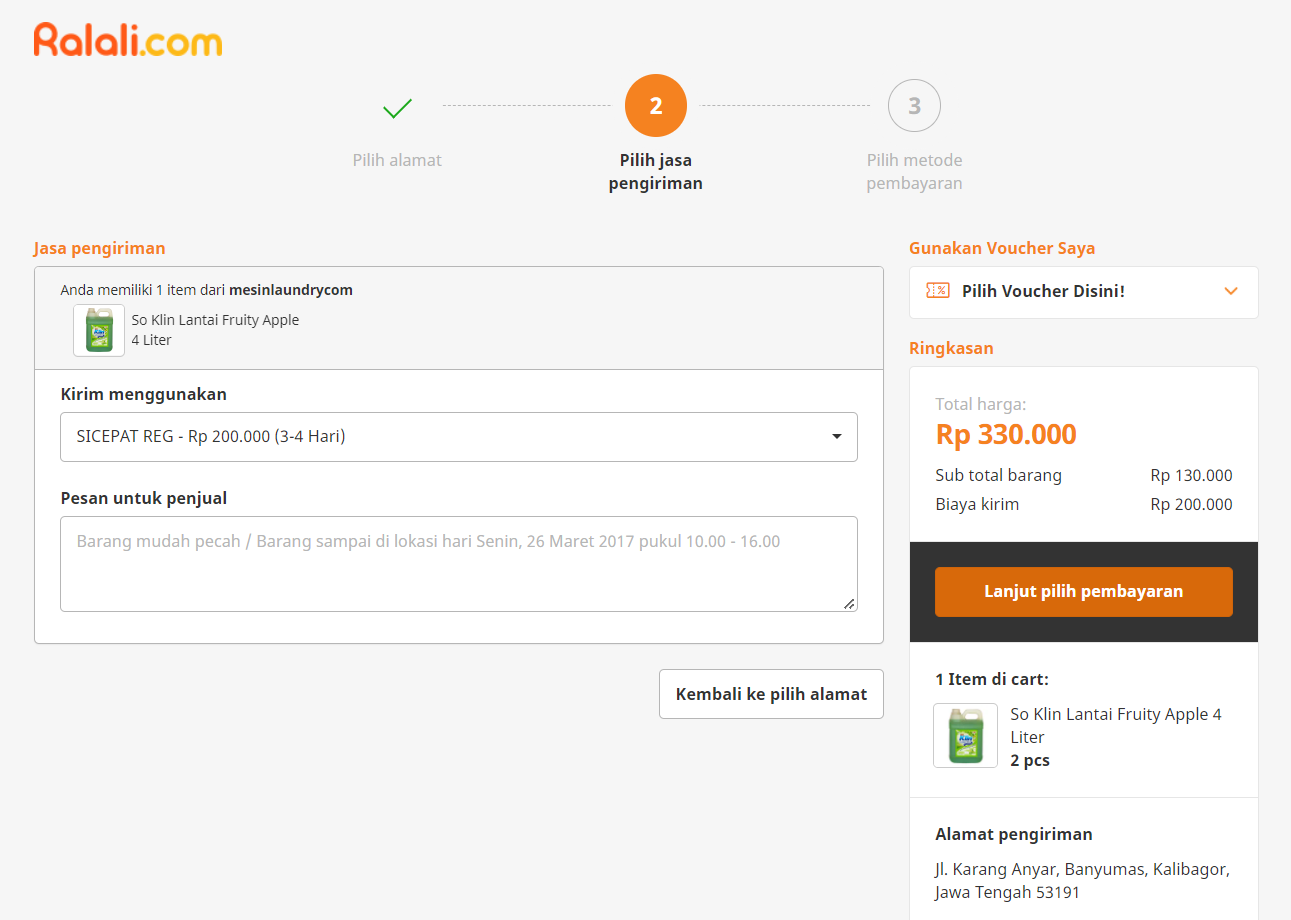 Ralali.com
2
3
Pilih alamat
Pilih jasa
pengiriman
Pilih metode
pembayaran
Jasa pengiriman
Anda memiliki 1 item dari mesinlaundrycom
So Klin Lantai Fruity Apple
4 Liter
Kirim menggunakan
SICEPAT REG - Rp 200.000 (3-4 Hari)
Pesan untuk penjual
Barang mudah pecah / Barang sampai di lokasi hari Senin, 26 Maret 2017 pukul 10.00 - 16.00
Kembali ke pilih alamat
Gunakan Voucher Saya
Pilih Voucher Disini!
Ringkasan
Total harga:
Rp 330.000
Sub total barang Rp 130.000
Biaya kirim Rp 200.000
Lanjut pilih pembayaran
1 Item di cart:
So Klin Lantai Fruity Apple 4
Liter
2 pcs
Alamat pengiriman
Jl. Karang Anyar, Banyumas, Kalibagor,
Jawa Tengah 53191